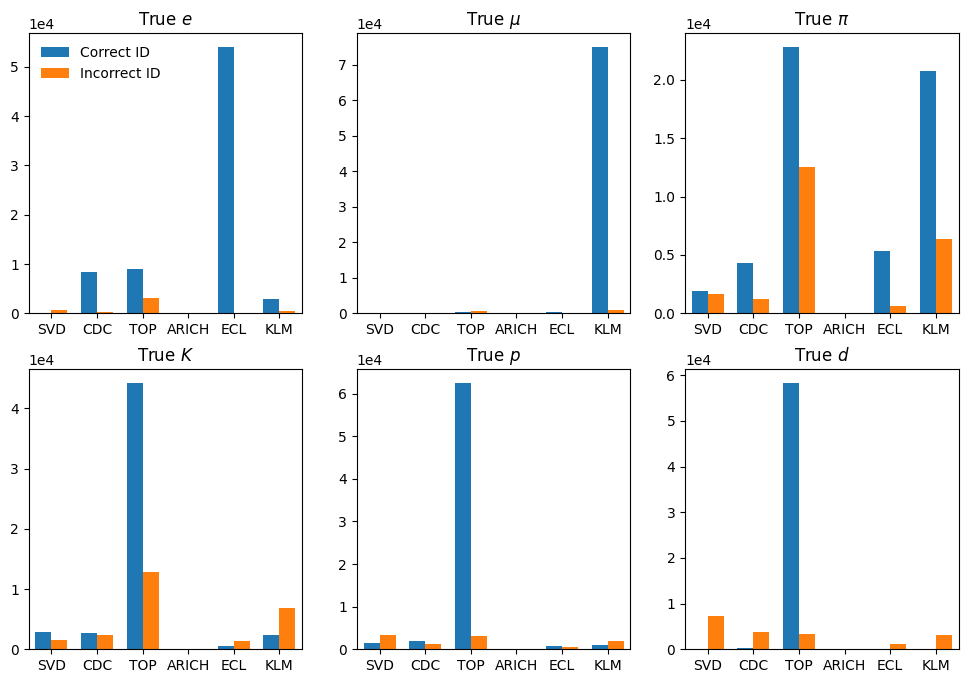 True e
1e4
Correct ID
Incorrect ID
5
4
3
2
1
0
SVD CDC TOP ARICH ECL KLM
True μ
1e4
7
6
5
4
3
2
1
0
SVD CDC TOP ARICH ECL KLM
True π
1e4
2.0
1.5
1.0
0.5
0.0
SVD CDC TOP ARICH ECL KLM
True K
1e4
4
3
2
1
0
SVD CDC TOP ARICH ECL KLM
True p
1e4
6
5
4
3
2
1
0
SVD CDC TOP ARICH ECL KLM
True d
1e4
6
5
4
3
2
1
0
SVD CDC TOP ARICH ECL KLM